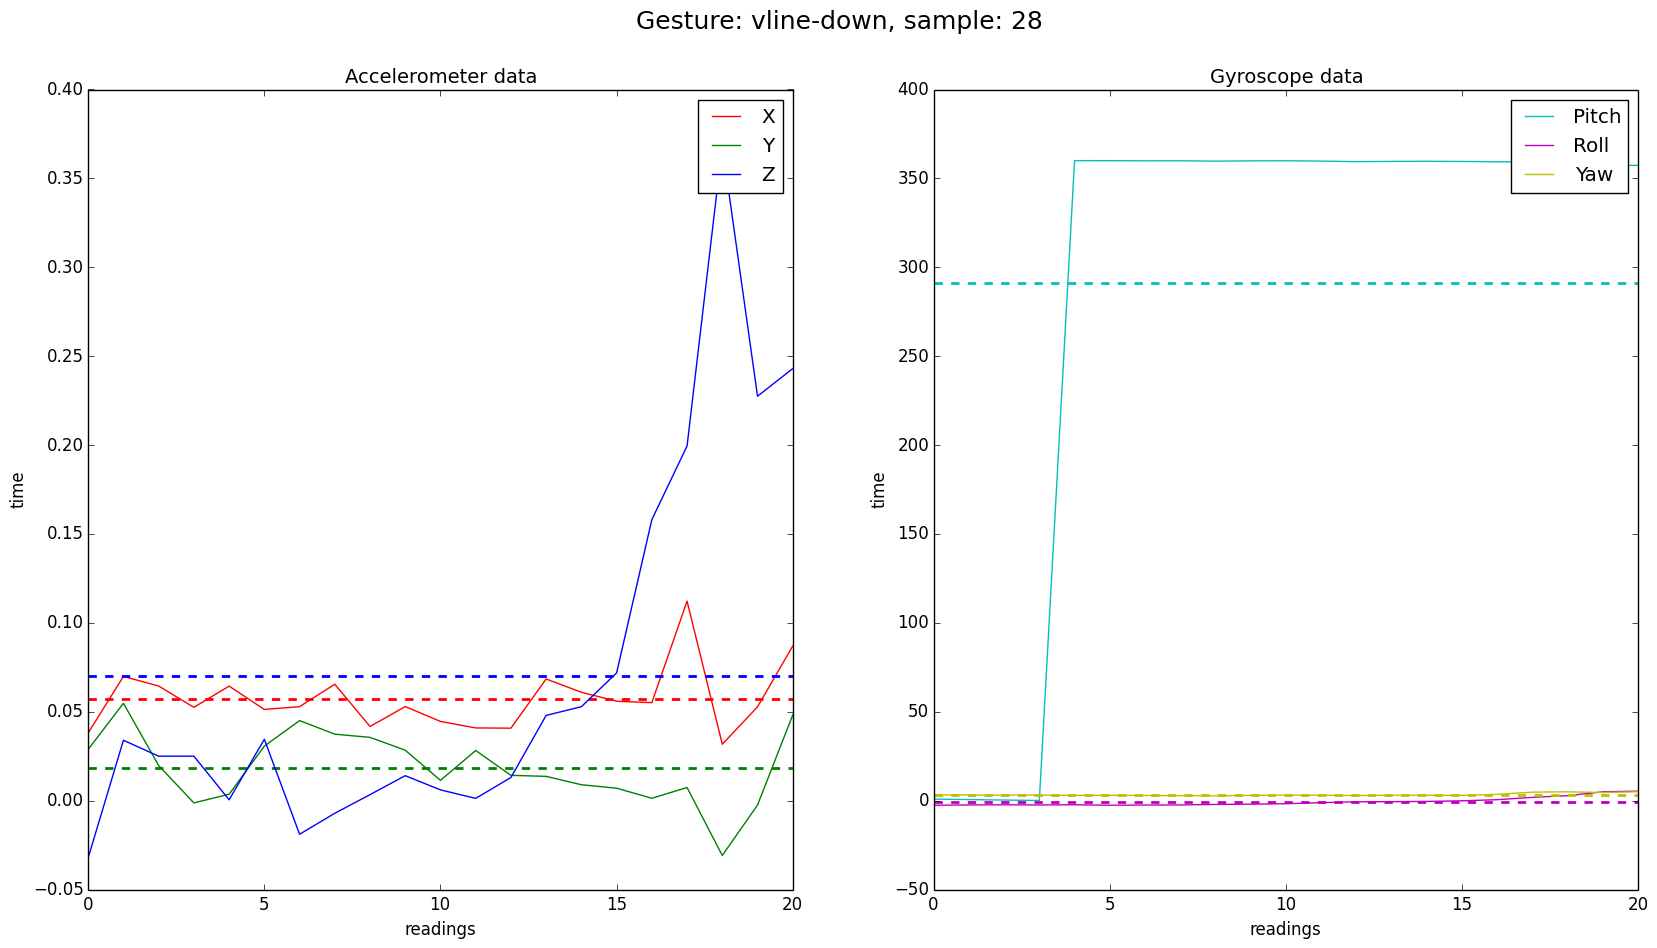 Gesture: vline-down, sample: 28
Accelerometer data
0.40
0.35
0.30
0.25
0.20
0.15
0.10
0.05
0.00
−0.05
time
0 5 10 15 20
readings
X
Y
Z
Gyroscope data
400
350
300
250
200
150
100
50
0
−50
time
0 5 10 15 20
readings
Pitch
Roll
Yaw